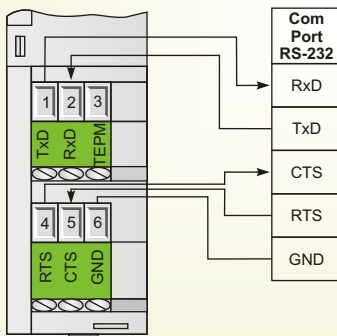 1 2 3
TxD RxD TEPM
4 5 6
RTS CTS GND
Com
Port
RS-232
RxD
TxD
CTS
RTS
GND